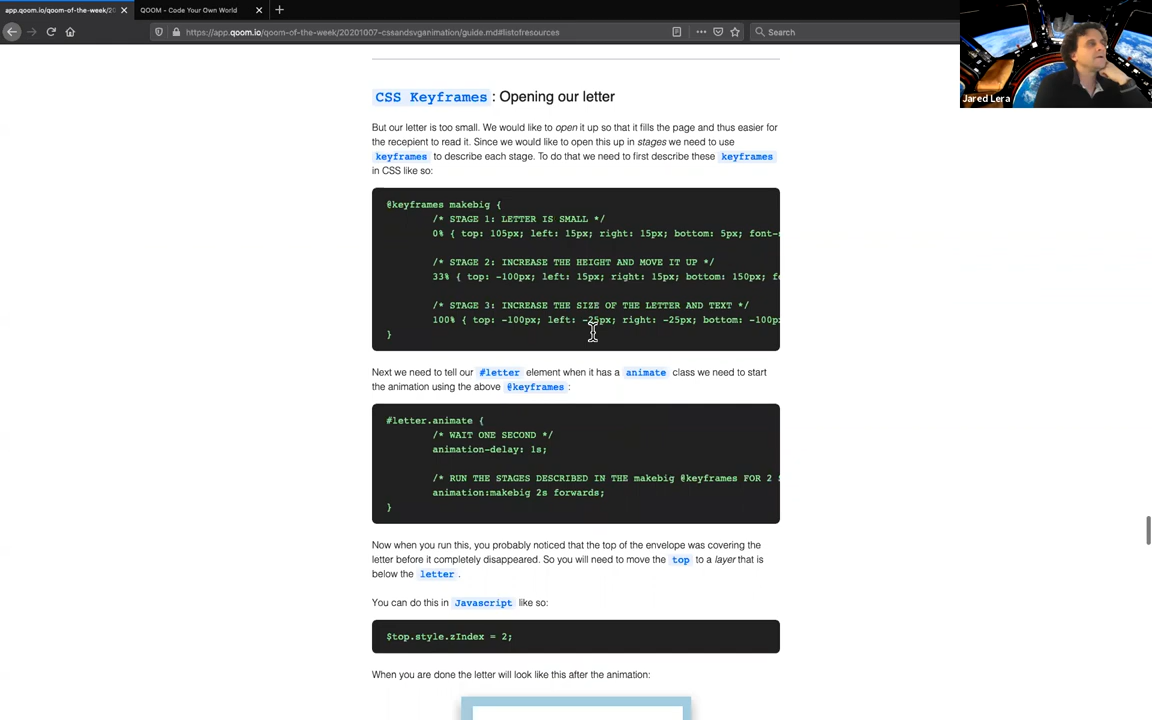 app.qoom.io/qoom-of-the-week/20
QOOM - Code Your Own World
https://app.qoom.io/qoom-of-the-week/20201007-cssandsvganimation/guide.md#listofresources
Search
Jared Lera
CSS Keyframes : Opening our letter
But our letter is too small. We would like to open it up so that it fills the page and thus easier for
the recepient to read it. Since we would like to open this up in stages we need to use
keyframes to describe each stage. To do that we need to first describe these keyframes
in CSS like so:
@keyframes makebig {
/* STAGE 1: LETTER IS SMALL */
0% { top: 105px; left: 15px; right: 15px; bottom: 5px; font-s
/* STAGE 2: INCREASE THE HEIGHT AND MOVE IT UP */
33% { top: -100px; left: 15px; right: 15px; bottom: 150px; fo
/* STAGE 3: INCREASE THE SIZE OF THE LETTER AND TEXT */
100% { top: -100px; left: -25px; right: -25px; bottom: -100p
}
Next we need to tell our #letter element when it has a animate class we need to start
the animation using the above @keyframes :
#letter.animate {
/* WAIT ONE SECOND */
animation-delay: 1s;
/* RUN THE STAGES DESCRIBED IN THE makebig @keyframes FOR 2
animation:makebig 2s forwards;
}
Now when you run this, you probably noticed that the top of the envelope was covering the
letter before it completely disappeared. So you will need to move the top to a layer that is
below the letter .
You can do this in Javascript like so:
$top.style.zIndex = 2;
When you are done the letter will look like this after the animation: